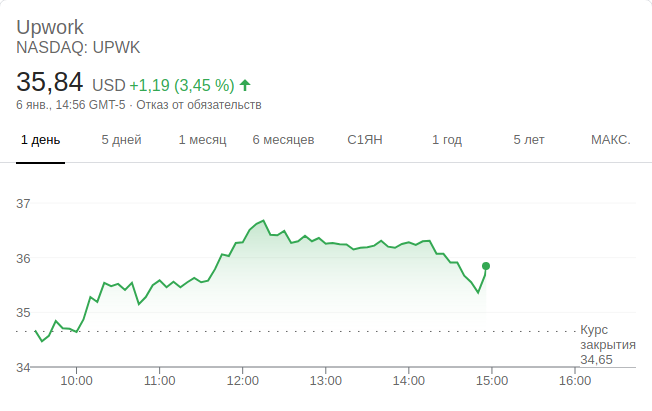 Upwork
NASDAQ: UPWK
35,84 USD +1,19 (3,45 %)
6 янв., 14:56 GMT-5 · Отказ от обязательств
1 день 5 дней 1 месяц 6 месяцев С1ЯН 1 год 5 лет МАКС.
37
36
35
Курс
закрытия
34,65
34
10:00 11:00 12:00 13:00 14:00 15:00 16:00